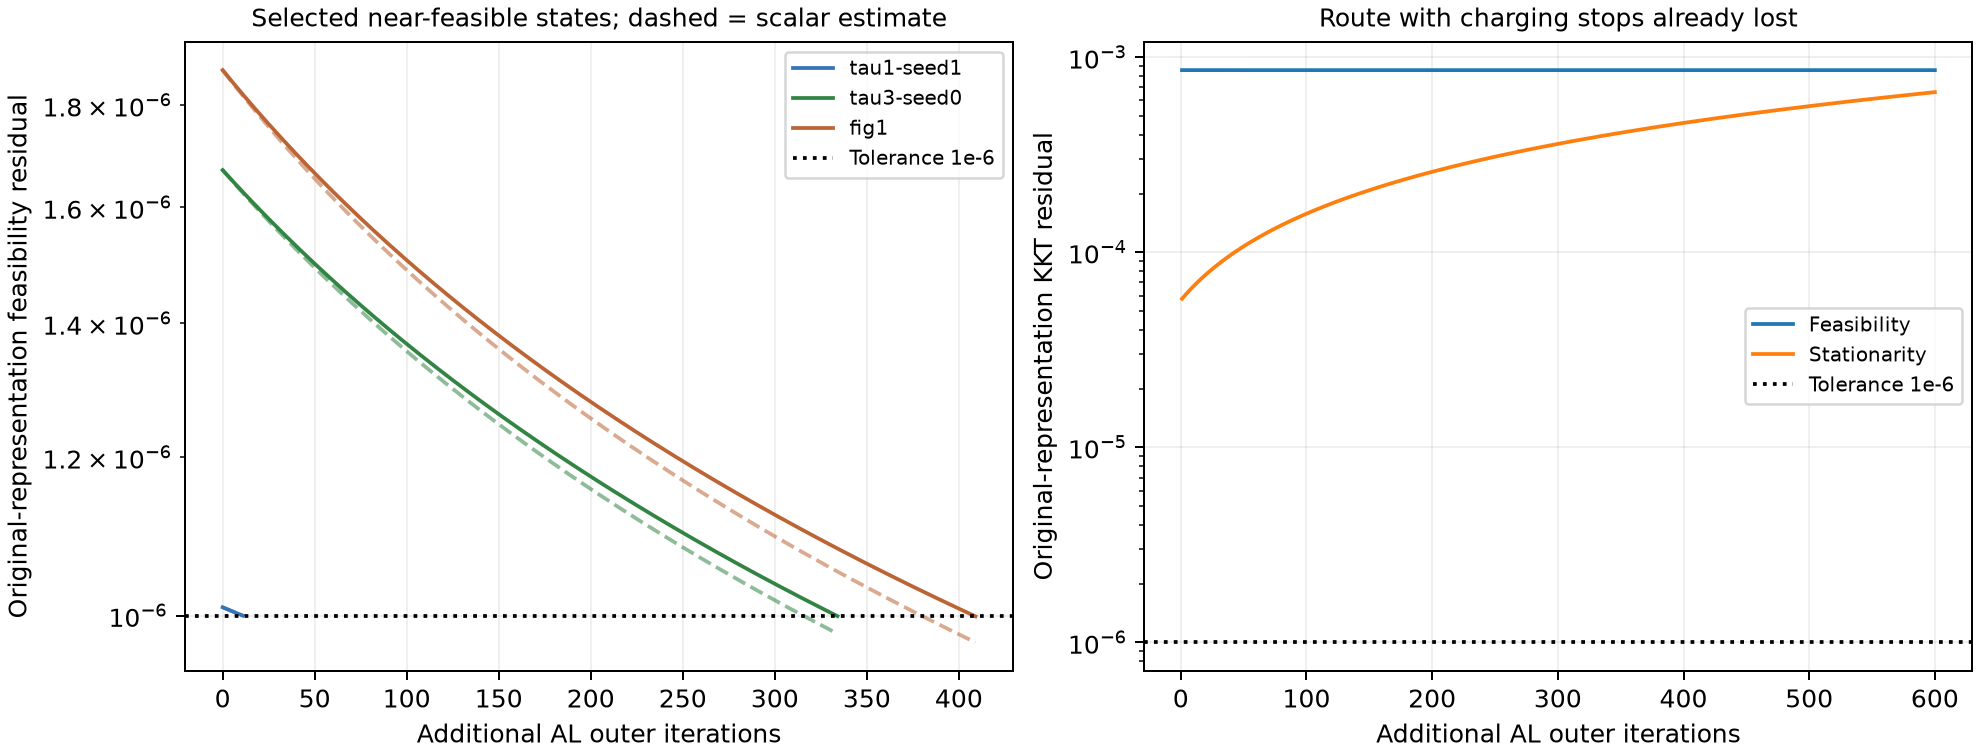 Selected near-feasible states; dashed = scalar estimate
Original-representation feasibility residual
1.8 × 10⁻⁶
1.6 × 10⁻⁶
1.4 × 10⁻⁶
1.2 × 10⁻⁶
10⁻⁶
tau1-seed1
tau3-seed0
fig1
Tolerance 1e-6
0 50 100 150 200 250 300 350 400
Additional AL outer iterations
Route with charging stops already lost
Original-representation KKT residual
10⁻³
10⁻⁴
10⁻⁵
10⁻⁶
Feasibility
Stationarity
Tolerance 1e-6
0 100 200 300 400 500 600
Additional AL outer iterations